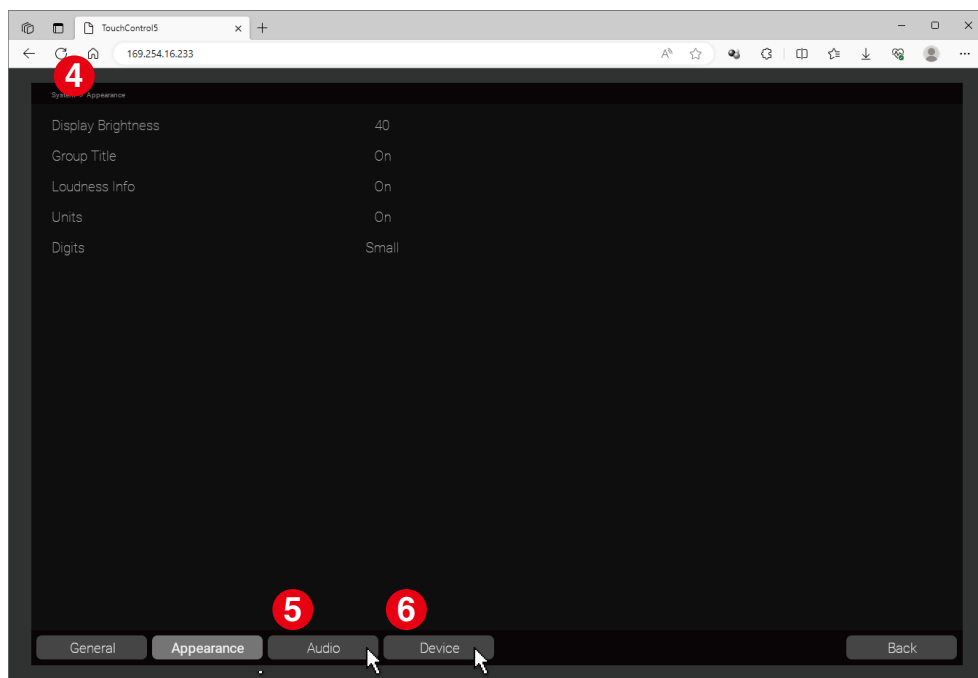 TouchControl5
169.254.16.233
4
System > Appearance
Display Brightness 40
Group Title On
Loudness Info On
Units On
Digits Small
5 6
General Appearance Audio Device Back